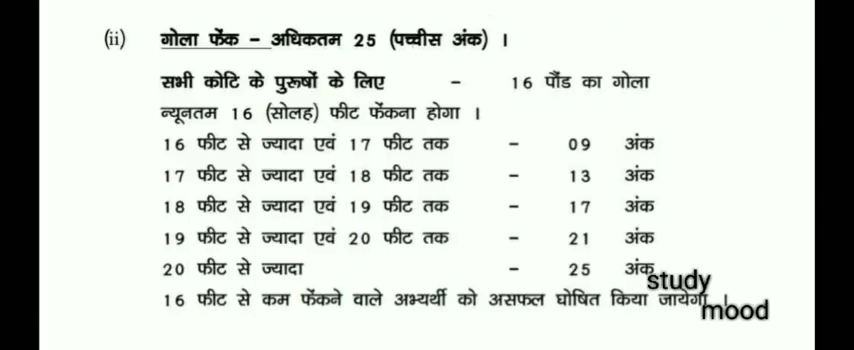 (ii) गोला फेंक - अधिकतम 25 (पच्चीस अंक) ।
सभी कोटि के पुरूषों के लिए - 16 पौंड का गोला
न्यूनतम 16 (सोलह) फीट फेंकना होगा ।
16 फीट से ज्यादा एवं 17 फीट तक - 09 अंक
17 फीट से ज्यादा एवं 18 फीट तक - 13 अंक
18 फीट से ज्यादा एवं 19 फीट तक - 17 अंक
19 फीट से ज्यादा एवं 20 फीट तक - 21 अंक
20 फीट से ज्यादा - 25 अंक
16 फीट से कम फेंकने वाले अभ्यर्थी को असफल घोषित किया जायेगा ।
study
mood